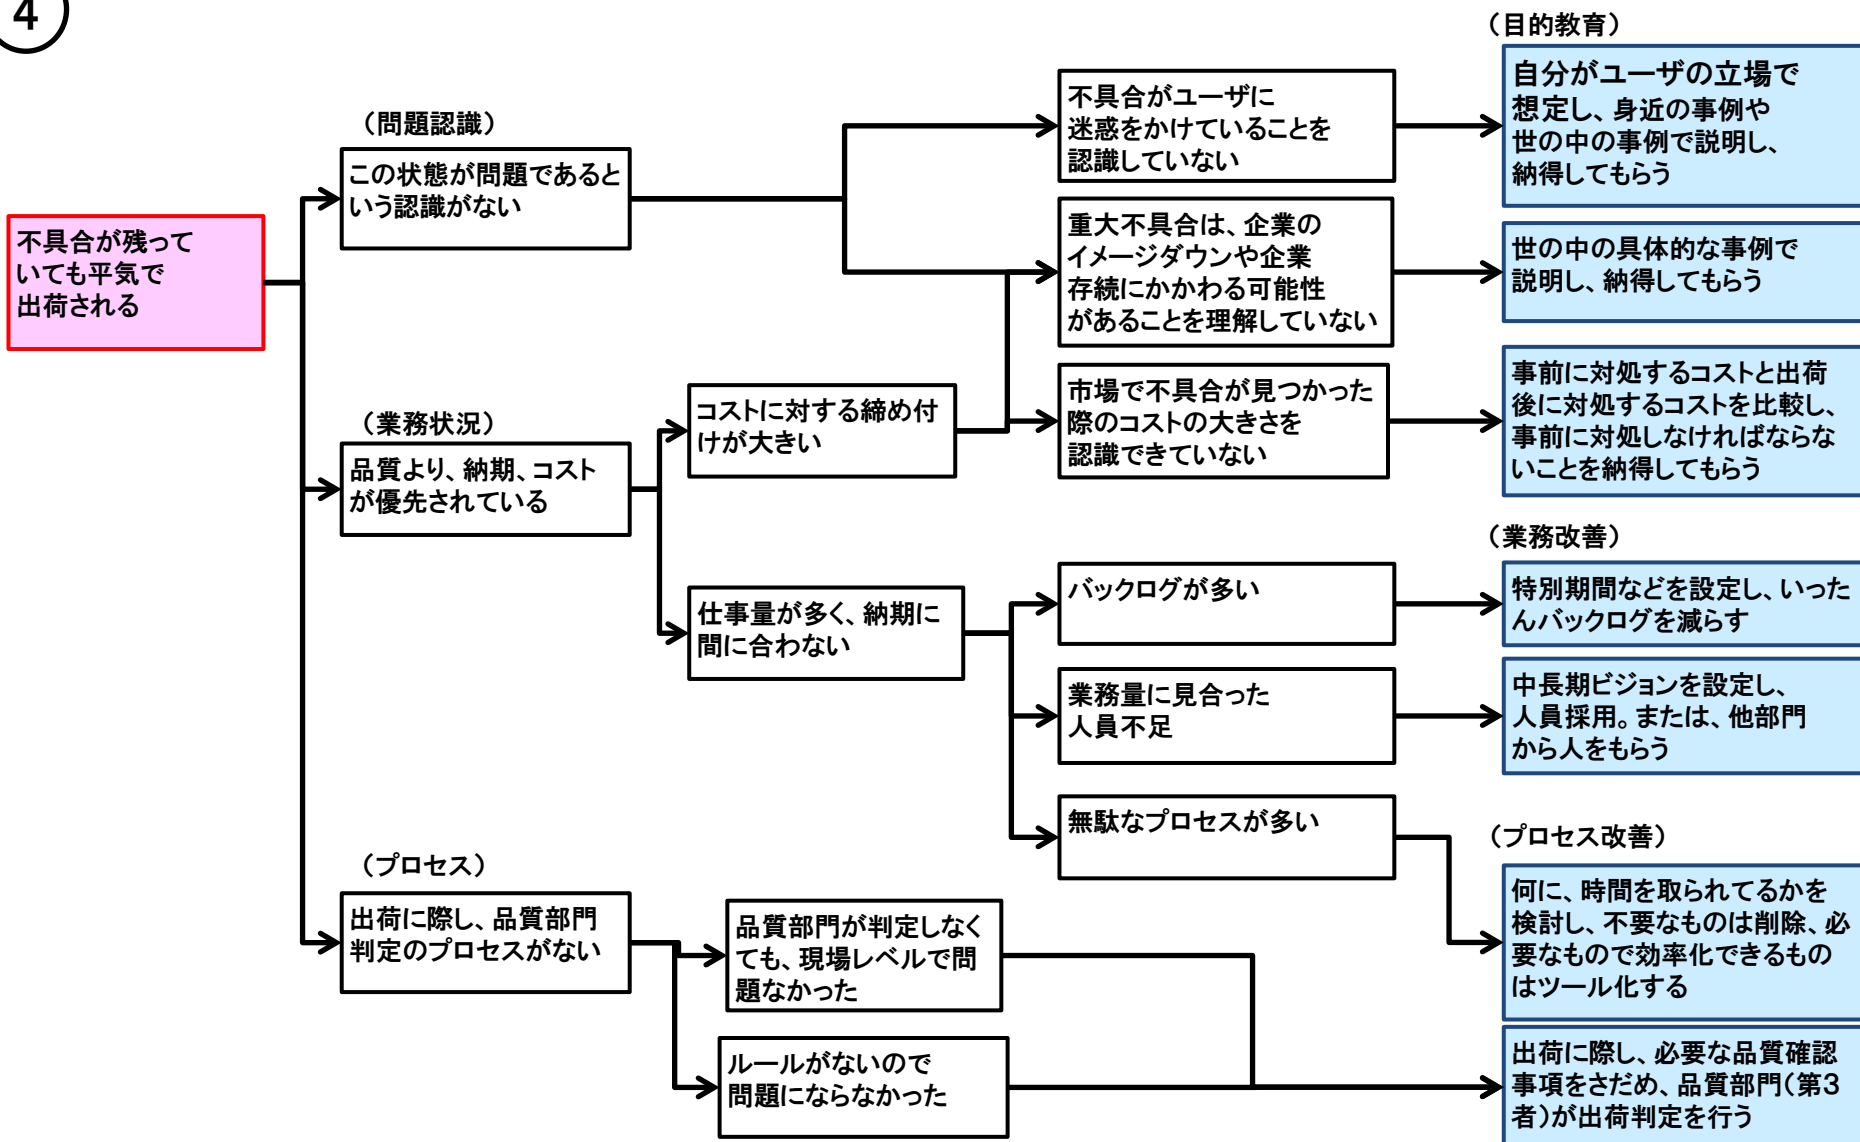 4
(目的教育)
自分がユーザの立場で
想定し、身近の事例や
世の中の事例で説明し、
納得してもらう
不具合がユーザに
迷惑をかけていることを
認識していない
(問題認識)
この状態が問題であると
いう認識がない
不具合が残って
いても平気で
出荷される
重大不具合は、企業の
イメージダウンや企業
存続にかかわる可能性
があることを理解していない
世の中の具体的な事例で
説明し、納得してもらう
事前に対処するコストと出荷
後に対処するコストを比較し、
事前に対処しなければならな
いことを納得してもらう
市場で不具合が見つかった
際のコストの大きさを
認識できていない
コストに対する締め付
けが大きい
(業務状況)
品質より、納期、コスト
が優先されている
(業務改善)
バックログが多い
特別期間などを設定し、いった
んバックログを減らす
仕事量が多く、納期に
間に合わない
業務量に見合った
人員不足
中長期ビジョンを設定し、
人員採用。または、他部門
から人をもらう
無駄なプロセスが多い
(プロセス改善)
何に、時間を取られてるかを
検討し、不要なものは削除、必
要なもので効率化できるもの
はツール化する
(プロセス)
出荷に際し、品質部門
判定のプロセスがない
品質部門が判定しなく
ても、現場レベルで問
題なかった
ルールがないので
問題にならなかった
出荷に際し、必要な品質確認
事項をさだめ、品質部門(第3
者)が出荷判定を行う